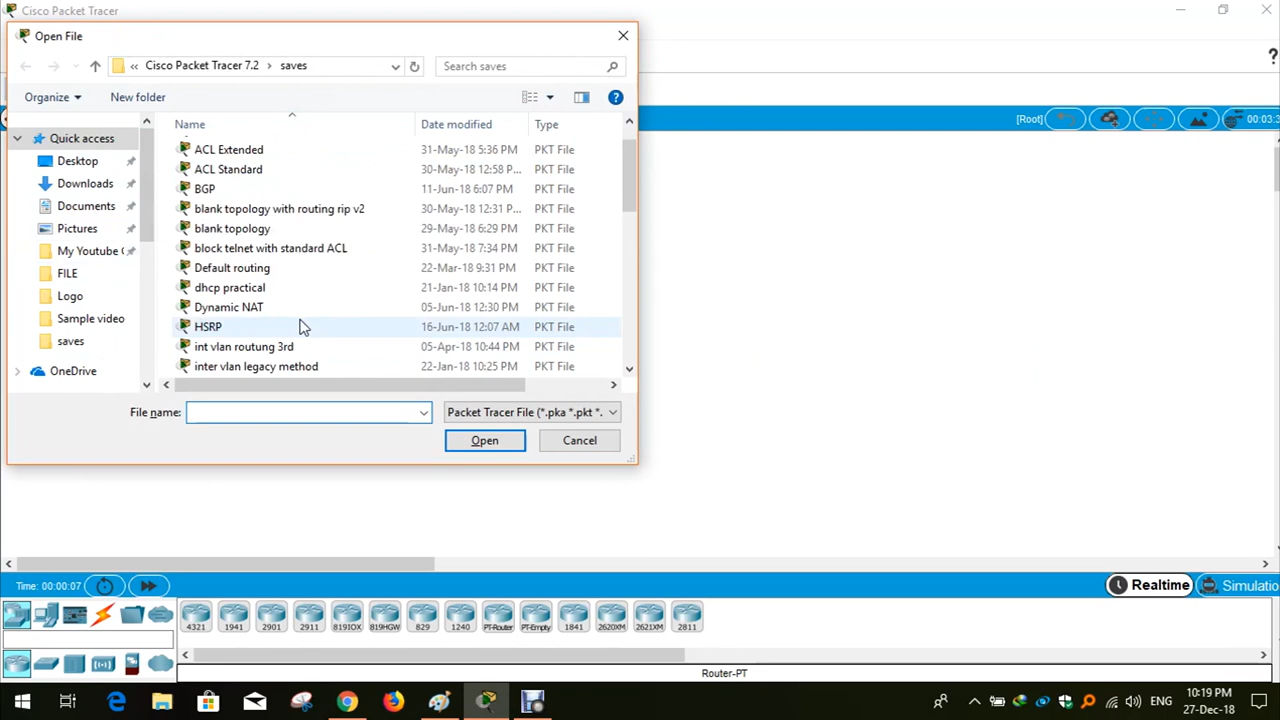 Cisco Packet Tracer
Open File
« Cisco Packet Tracer 7.2 > saves
Search saves
Organize
New folder
?
?
Name
Date modified
Type
[Root]
00:03:3
Quick access
Desktop
Downloads
Documents
Pictures
My Youtube
FILE
Logo
Sample video
saves
OneDrive
ACL Extended 31-May-18 5:36 PM PKT File
ACL Standard 30-May-18 12:58 P... PKT File
BGP 11-Jun-18 6:07 PM PKT File
blank topology with routing rip v2 30-May-18 12:31 P... PKT File
blank topology 29-May-18 6:29 PM PKT File
block telnet with standard ACL 31-May-18 7:34 PM PKT File
Default routing 22-Mar-18 9:31 PM PKT File
dhcp practical 21-Jan-18 10:14 PM PKT File
Dynamic NAT 05-Jun-18 12:30 PM PKT File
HSRP 16-Jun-18 12:07 AM PKT File
int vlan routung 3rd 05-Apr-18 10:44 PM PKT File
inter vlan legacy method 22-Jan-18 10:25 PM PKT File
File name:
Packet Tracer File (*.pka *.pkt *.
Open
Cancel
Time: 00:00:07
Realtime
Simulatio
4321 1941 2901 2911 819IOX 819HGW 829 1240 PT-Router PT-Empty 1841 2620XM 2621XM 2811
Router-PT
ENG
10:19 PM
27-Dec-18